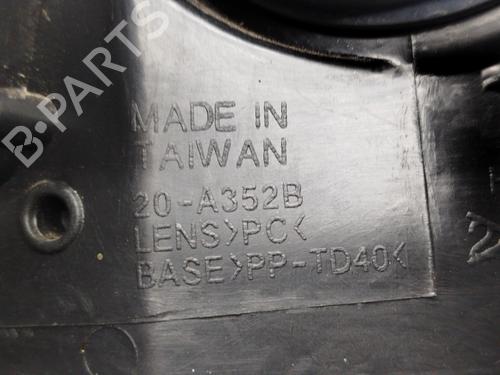 B-PARTS
MADE IN
TAIWAN
20-A352B
LENS>PC<
BASE>PP-TD40<